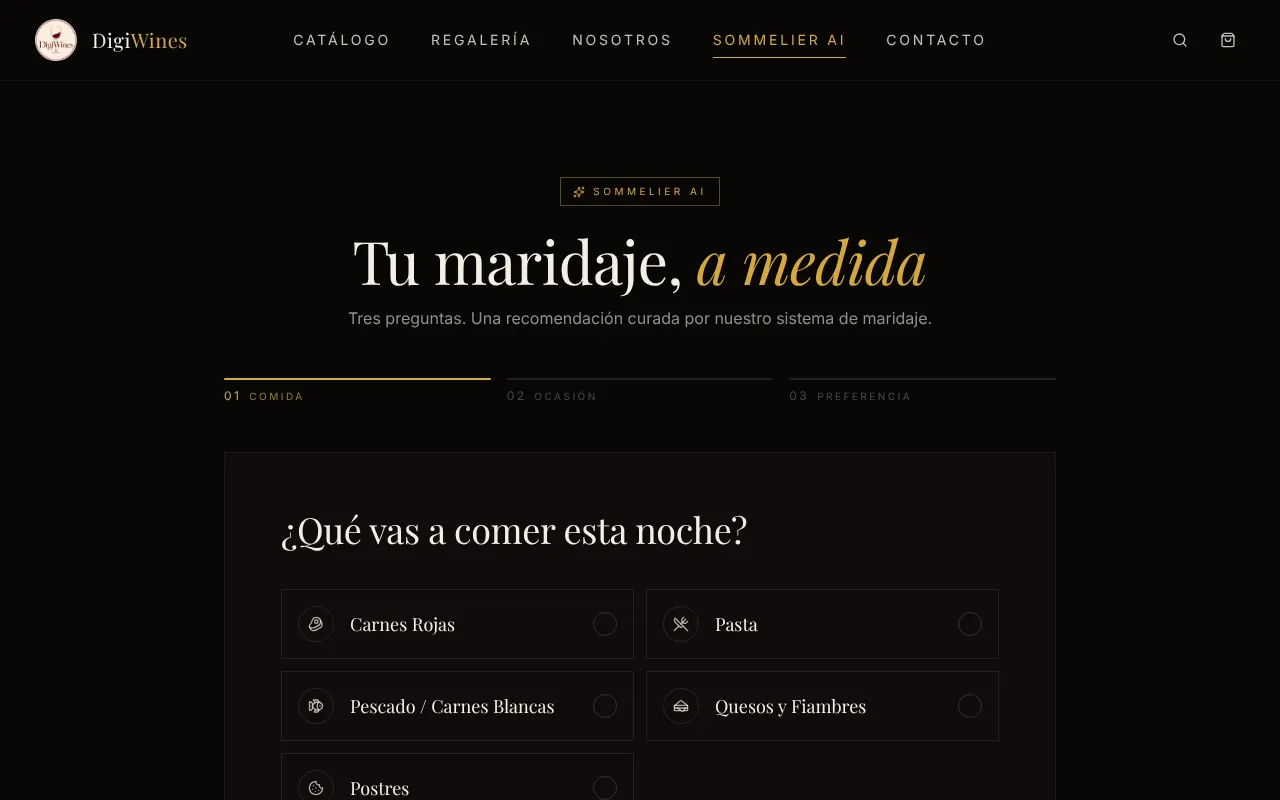 DigiWines
DigiWines
CATÁLOGO
REGALERÍA
NOSOTROS
SOMMELIER AI
CONTACTO
SOMMELIER AI
Tu maridaje, a medida
Tres preguntas. Una recomendación curada por nuestro sistema de maridaje.
01 COMIDA
02 OCASIÓN
03 PREFERENCIA
¿Qué vas a comer esta noche?
Carnes Rojas
Pasta
Pescado / Carnes Blancas
Quesos y Fiambres
Postres